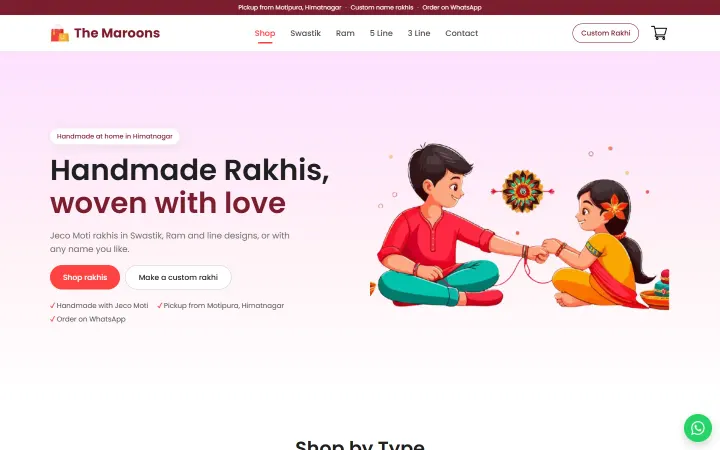 Pickup from Motipura, Himatnagar · Custom name rakhis · Order on WhatsApp
The Maroons
Shop Swastik Ram 5 Line 3 Line Contact
Custom Rakhi
Handmade at home in Himatnagar
Handmade Rakhis,
woven with love
Jeco Moti rakhis in Swastik, Ram and line designs, or with
any name you like.
Shop rakhis
Make a custom rakhi
✓ Handmade with Jeco Moti ✓ Pickup from Motipura, Himatnagar
✓ Order on WhatsApp
Shop by Type